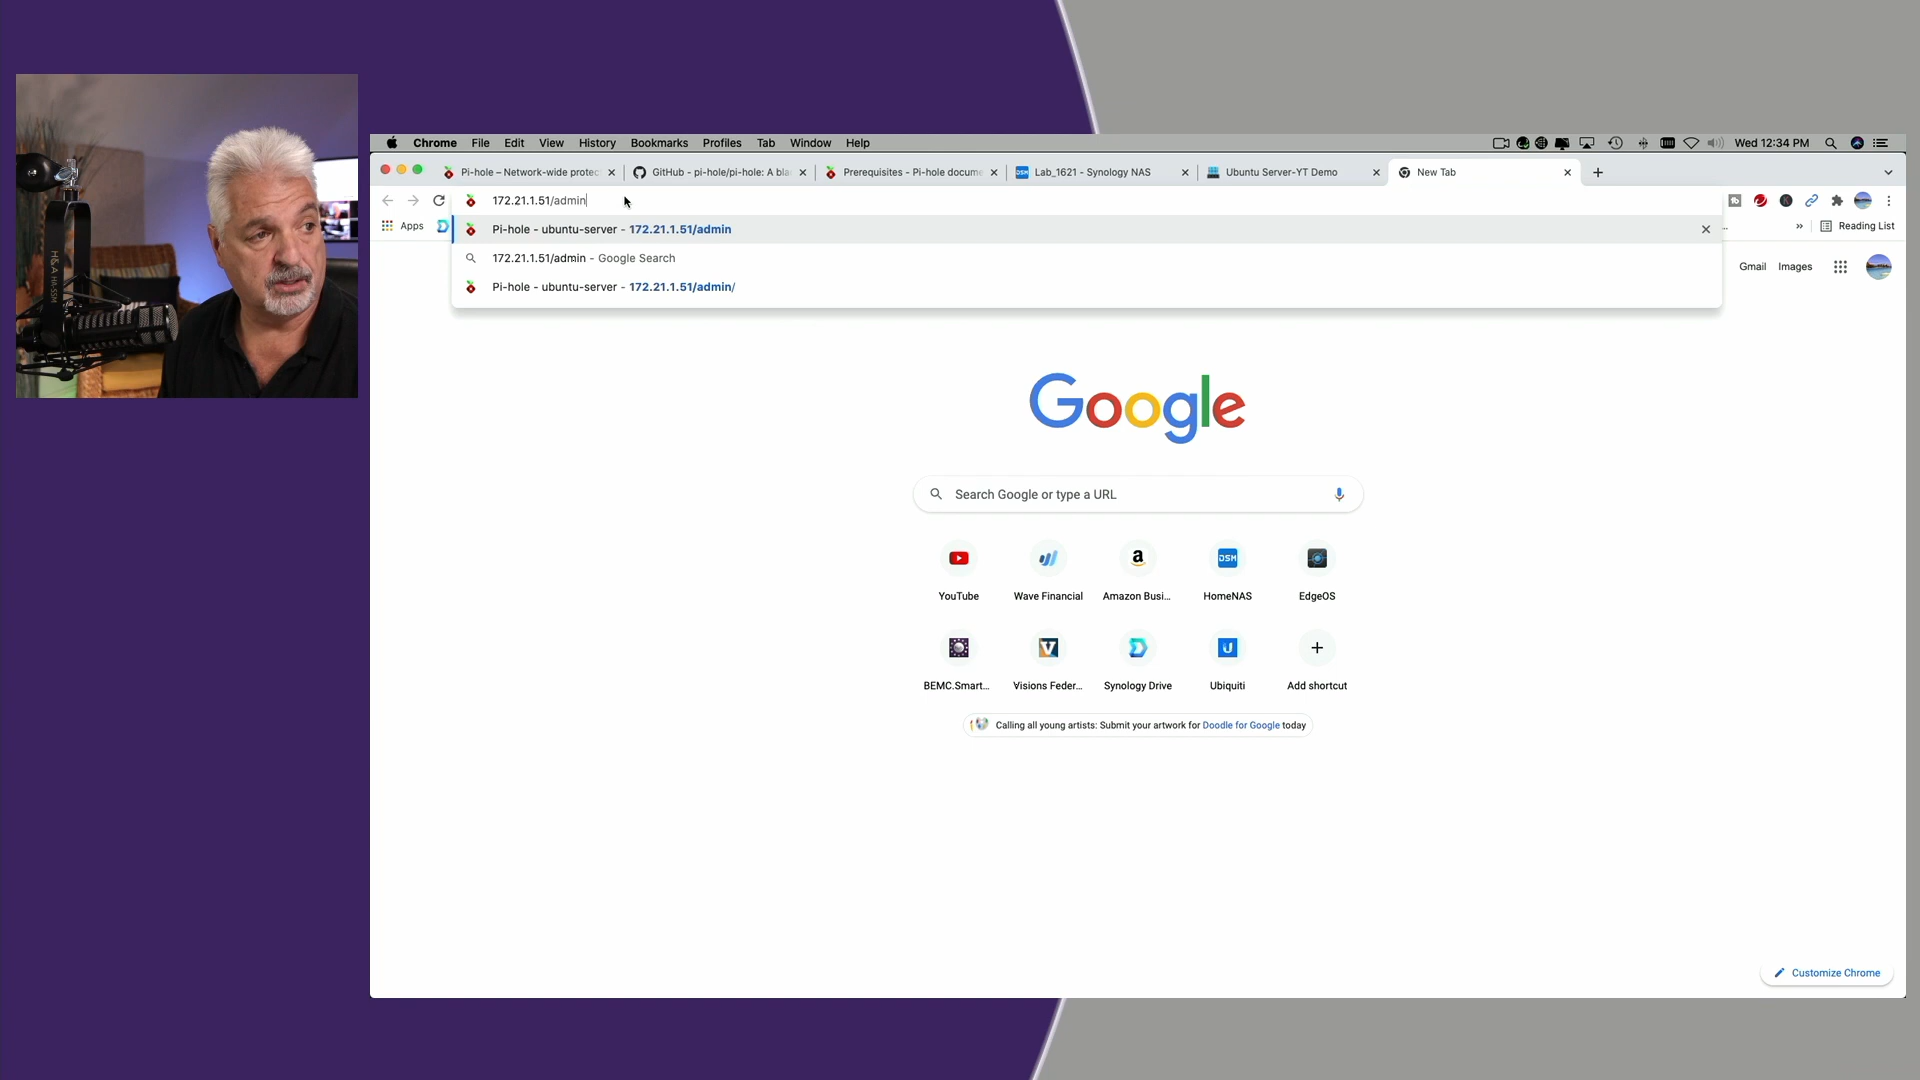 Chrome File Edit View History Bookmarks Profiles Tab Window Help Wed 12:34 PM
Pi-hole – Network-wide protec GitHub - pi-hole/pi-hole: A bla Prerequisites - Pi-hole docume DSM Lab_1621 - Synology NAS Ubuntu Server-YT Demo New Tab
172.21.1.51/admin
Apps ... » Reading List
Pi-hole - ubuntu-server - 172.21.1.51/admin
172.21.1.51/admin - Google Search
Pi-hole - ubuntu-server - 172.21.1.51/admin/
Gmail Images
H&A HA-SSM
Google
Search Google or type a URL
DSM
YouTube Wave Financial Amazon Busi... HomeNAS EdgeOS
BEMC.Smart... Visions Feder... Synology Drive Ubiquiti Add shortcut
Calling all young artists: Submit your artwork for Doodle for Google today
Customize Chrome